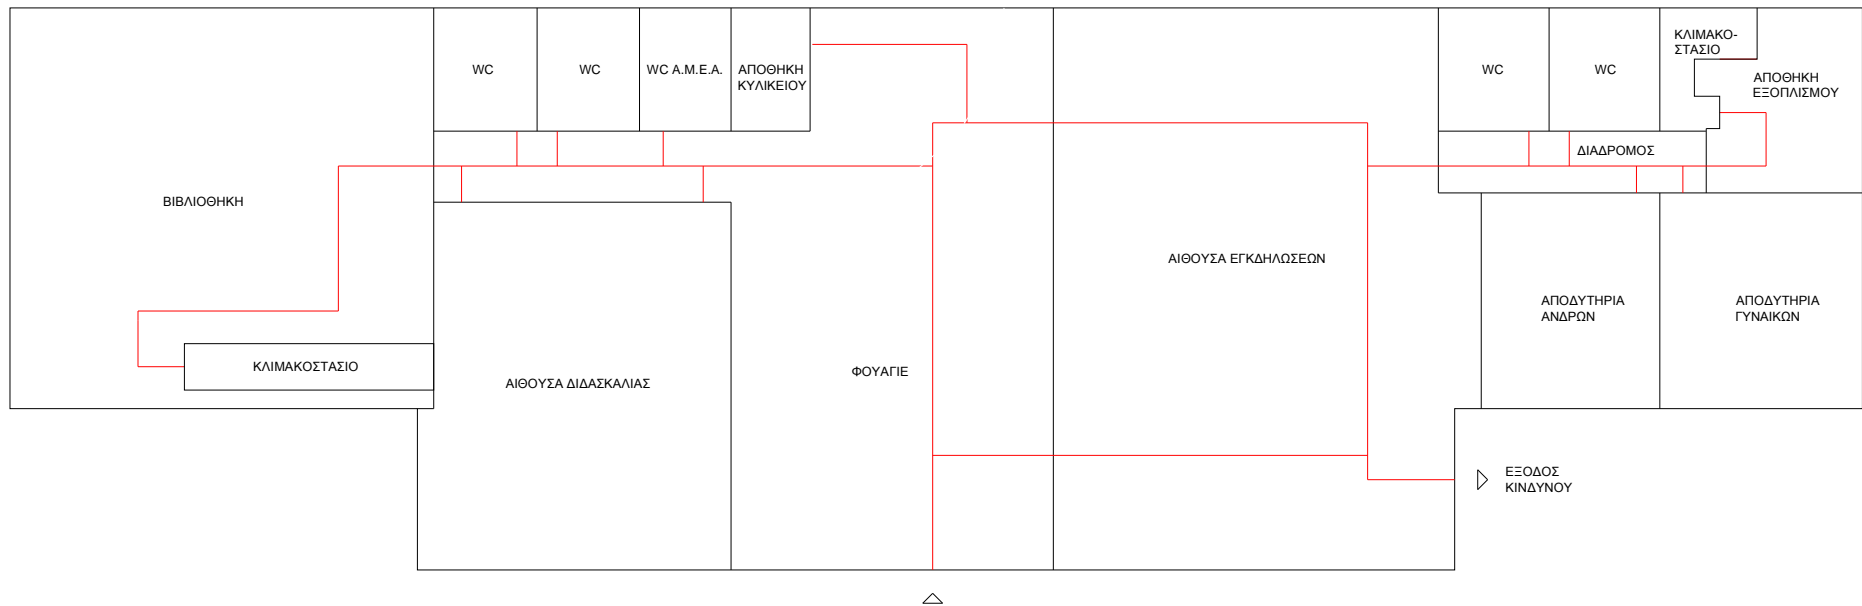 WC
WC
WC Α.Μ.Ε.Α.
ΑΠΟΘΗΚΗ
ΚΥΛΙΚΕΙΟΥ
WC
WC
ΚΛΙΜΑΚΟ-
ΣΤΑΣΙΟ
ΑΠΟΘΗΚΗ
ΕΞΟΠΛΙΣΜΟΥ
ΔΙΑΔΡΟΜΟΣ
ΒΙΒΛΙΟΘΗΚΗ
ΑΙΘΟΥΣΑ ΕΓΚΔΗΛΩΣΕΩΝ
ΑΠΟΔΥΤΗΡΙΑ
ΑΝΔΡΩΝ
ΑΠΟΔΥΤΗΡΙΑ
ΓΥΝΑΙΚΩΝ
ΚΛΙΜΑΚΟΣΤΑΣΙΟ
ΑΙΘΟΥΣΑ ΔΙΔΑΣΚΑΛΙΑΣ
ΦΟΥΑΓΙΕ
ΕΞΟΔΟΣ
ΚΙΝΔΥΝΟΥ